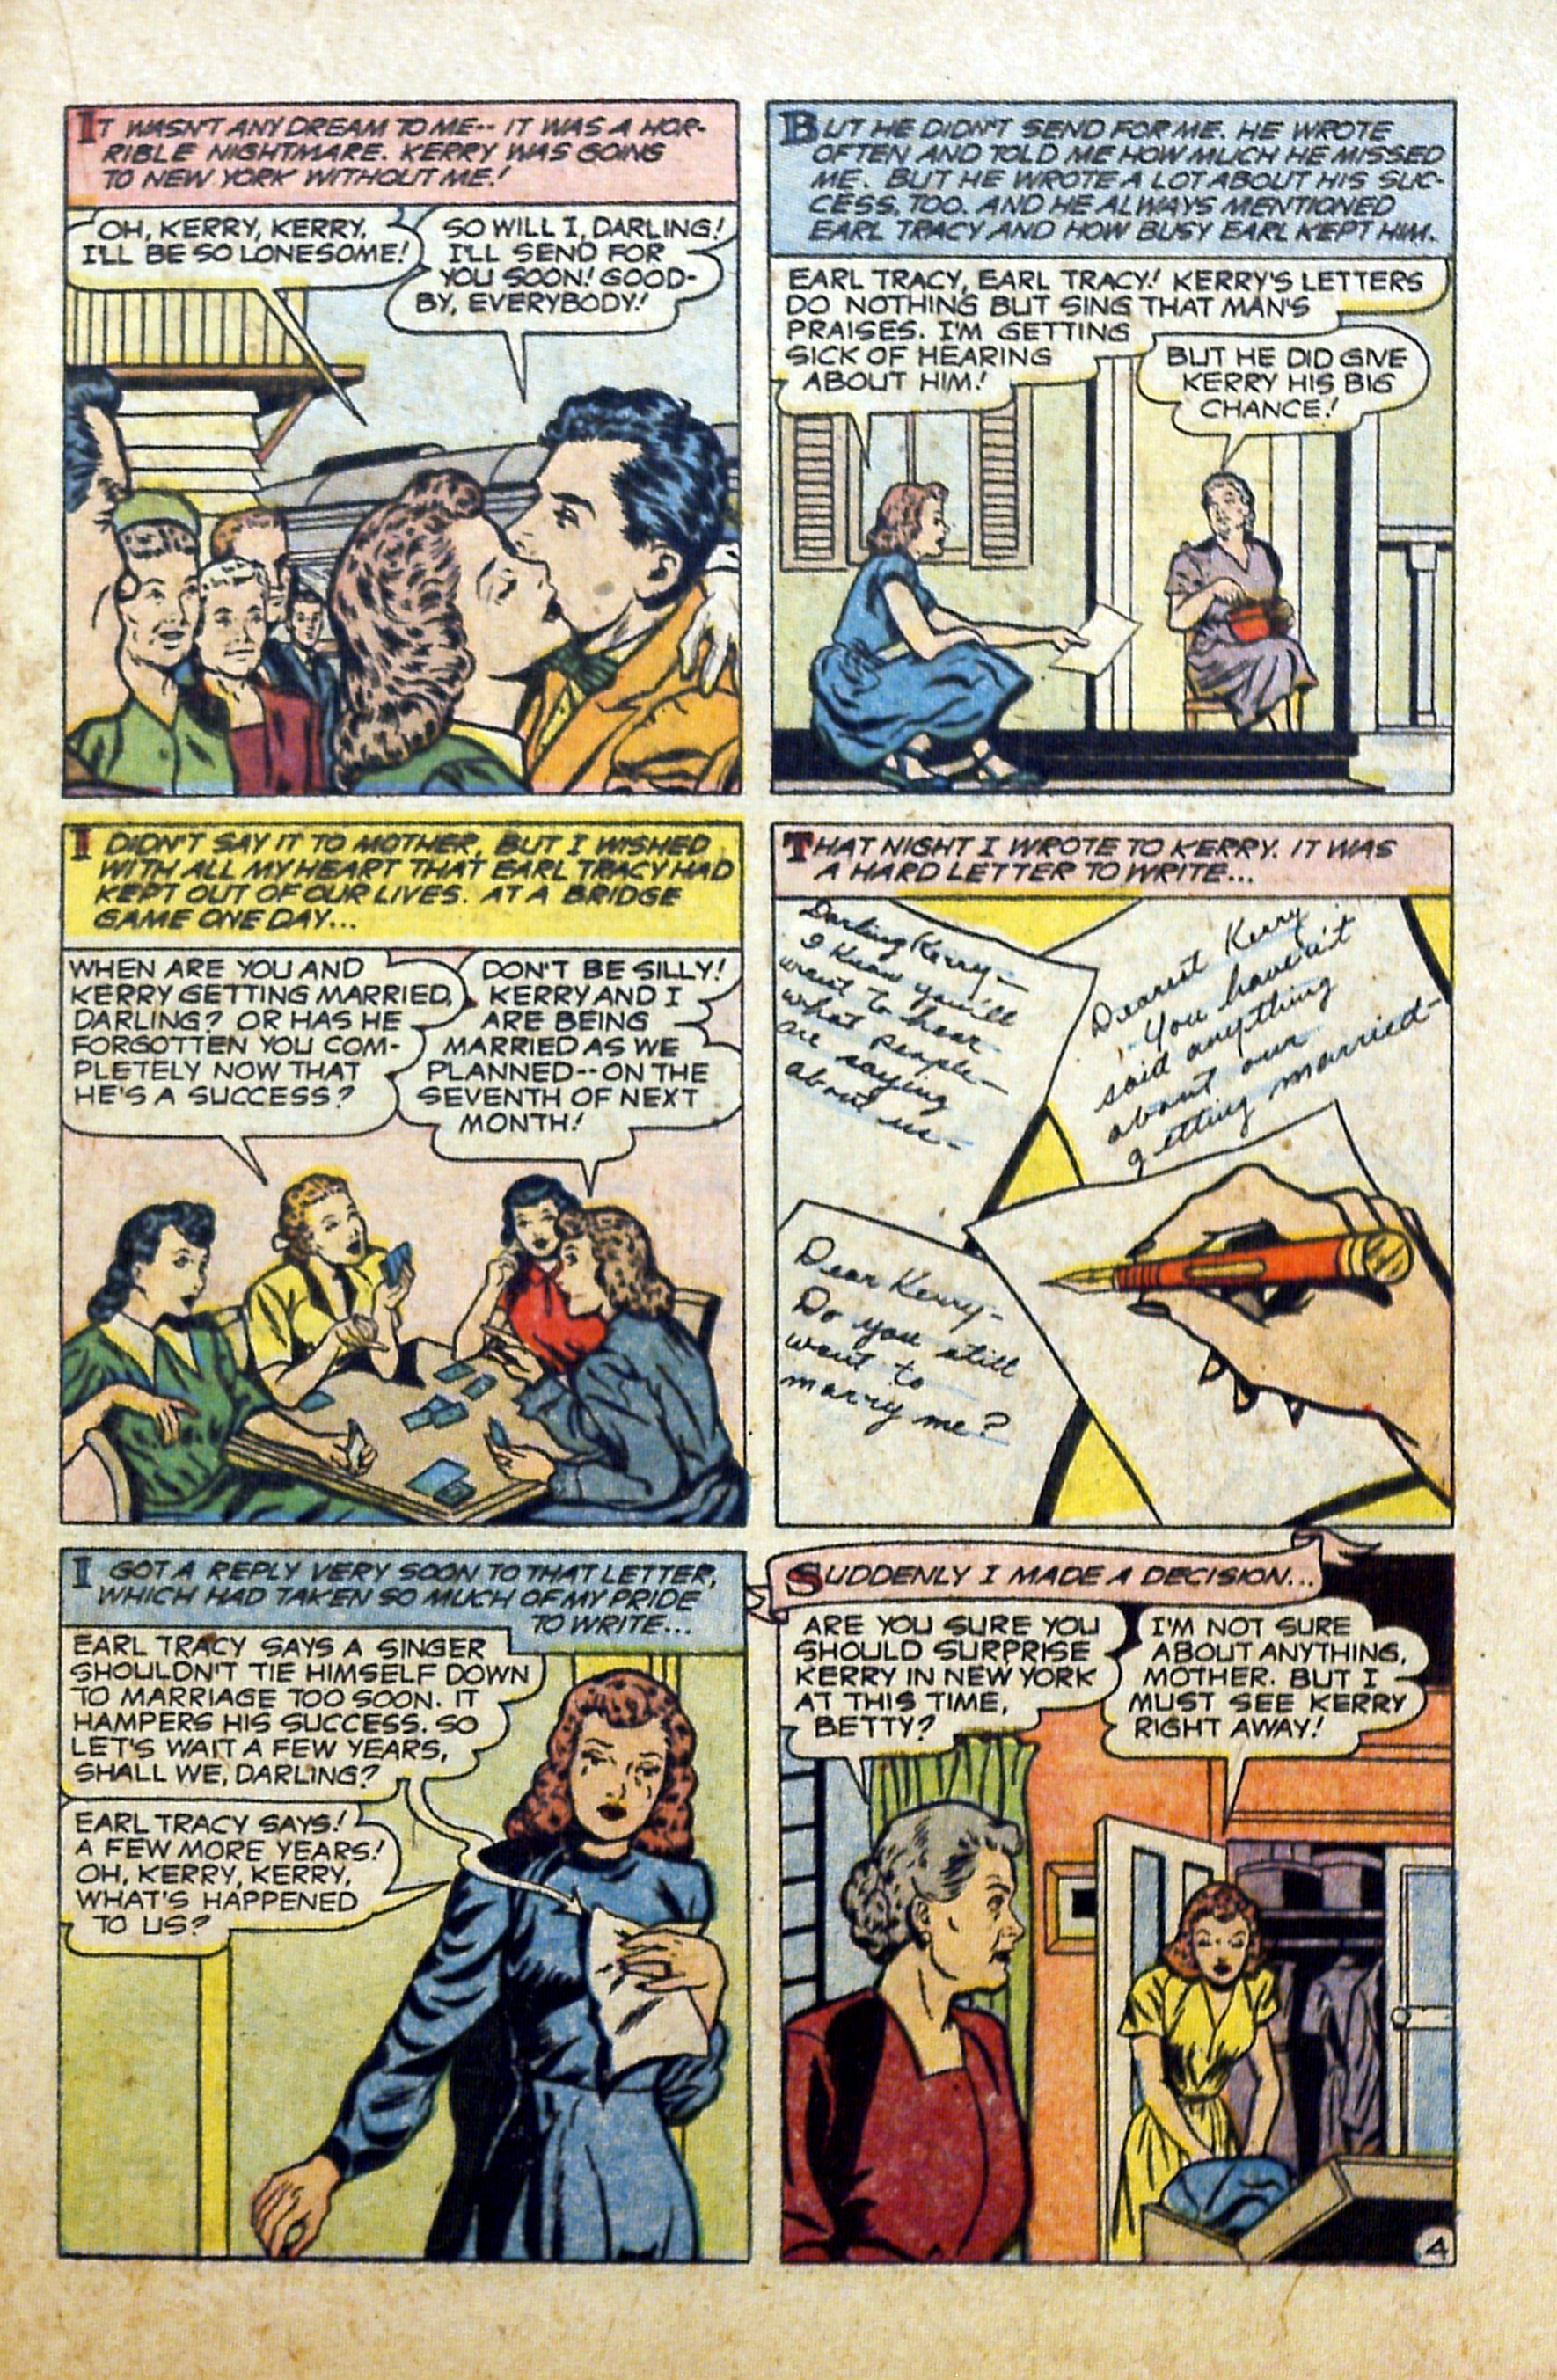 IT WASN'T ANY DREAM TO ME-- IT WAS A HOR-
RIBLE NIGHTMARE. KERRY WAS GOING
TO NEW YORK WITHOUT ME!
OH, KERRY, KERRY.
I'LL BE SO LONESOME!
SO WILL I, DARLING!
I'LL SEND FOR
YOU SOON! GOOD-
BY, EVERYBODY!
BUT HE DIDN'T SEND FOR ME. HE WROTE
OFTEN AND TOLD ME HOW MUCH HE MISSED
ME. BUT HE WROTE A LOT ABOUT HIS SUC-
CESS, TOO. AND HE ALWAYS MENTIONED
EARL TRACY AND HOW BUSY EARL KEPT HIM.
EARL TRACY, EARL TRACY! KERRY'S LETTERS
DO NOTHING BUT SING THAT MAN'S
PRAISES. I'M GETTING
SICK OF HEARING
ABOUT HIM!
BUT HE DID GIVE
KERRY HIS BIG
CHANCE!
I DIDN'T SAY IT TO MOTHER, BUT I WISHED
WITH ALL MY HEART THAT EARL TRACY HAD
KEPT OUT OF OUR LIVES. AT A BRIDGE
GAME ONE DAY...
WHEN ARE YOU AND
KERRY GETTING MARRIED,
DARLING? OR HAS HE
FORGOTTEN YOU COM-
PLETELY NOW THAT
HE'S A SUCCESS?
DON'T BE SILLY!
KERRY AND I
ARE BEING
MARRIED AS WE
PLANNED--ON THE
SEVENTH OF NEXT
MONTH!
THAT NIGHT I WROTE TO KERRY. IT WAS
A HARD LETTER TO WRITE...
Darling Kerry-
I know you'll
want to hear
what people-
are saying
about us-
Dearest Kerry
You haven't
said anything
about our
getting married-
Dear Kerry-
Do you still
want to
marry me?
I GOT A REPLY VERY SOON TO THAT LETTER,
WHICH HAD TAKEN SO MUCH OF MY PRIDE
TO WRITE...
EARL TRACY SAYS A SINGER
SHOULDN'T TIE HIMSELF DOWN
TO MARRIAGE TOO SOON. IT
HAMPERS HIS SUCCESS. SO
LET'S WAIT A FEW YEARS,
SHALL WE, DARLING?
EARL TRACY SAYS!
A FEW MORE YEARS!
OH, KERRY, KERRY,
WHAT'S HAPPENED
TO US?
SUDDENLY I MADE A DECISION...
ARE YOU SURE YOU
SHOULD SURPRISE
KERRY IN NEW YORK
AT THIS TIME,
BETTY?
I'M NOT SURE
ABOUT ANYTHING,
MOTHER. BUT I
MUST SEE KERRY
RIGHT AWAY!
4